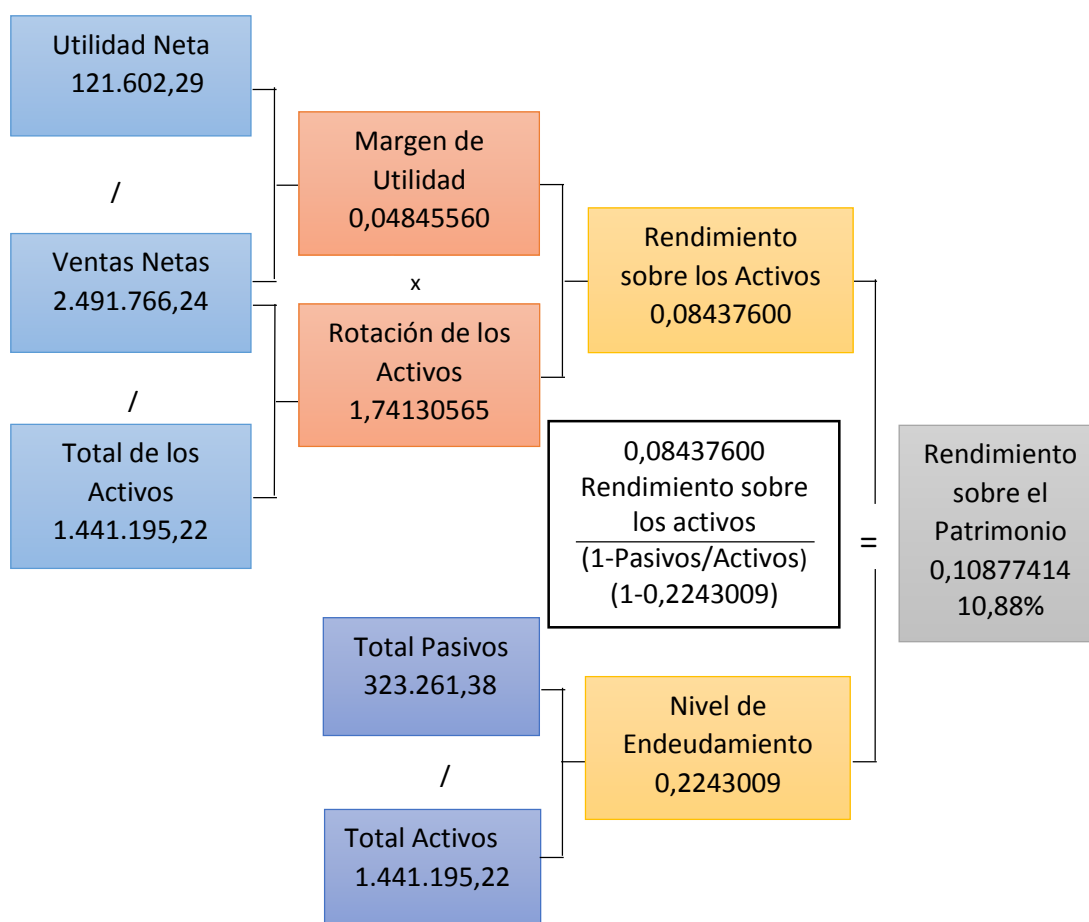 Utilidad Neta
121.602,29
/
Ventas Netas
2.491.766,24
/
Total de los
Activos
1.441.195,22
Margen de
Utilidad
0,04845560
x
Rotación de los
Activos
1,74130565
Rendimiento
sobre los Activos
0,08437600
0,08437600
Rendimiento sobre
los activos
(1-Pasivos/Activos)
(1-0,2243009)
=
Rendimiento
sobre el
Patrimonio
0,10877414
10,88%
Total Pasivos
323.261,38
/
Total Activos
1.441.195,22
Nivel de
Endeudamiento
0,2243009